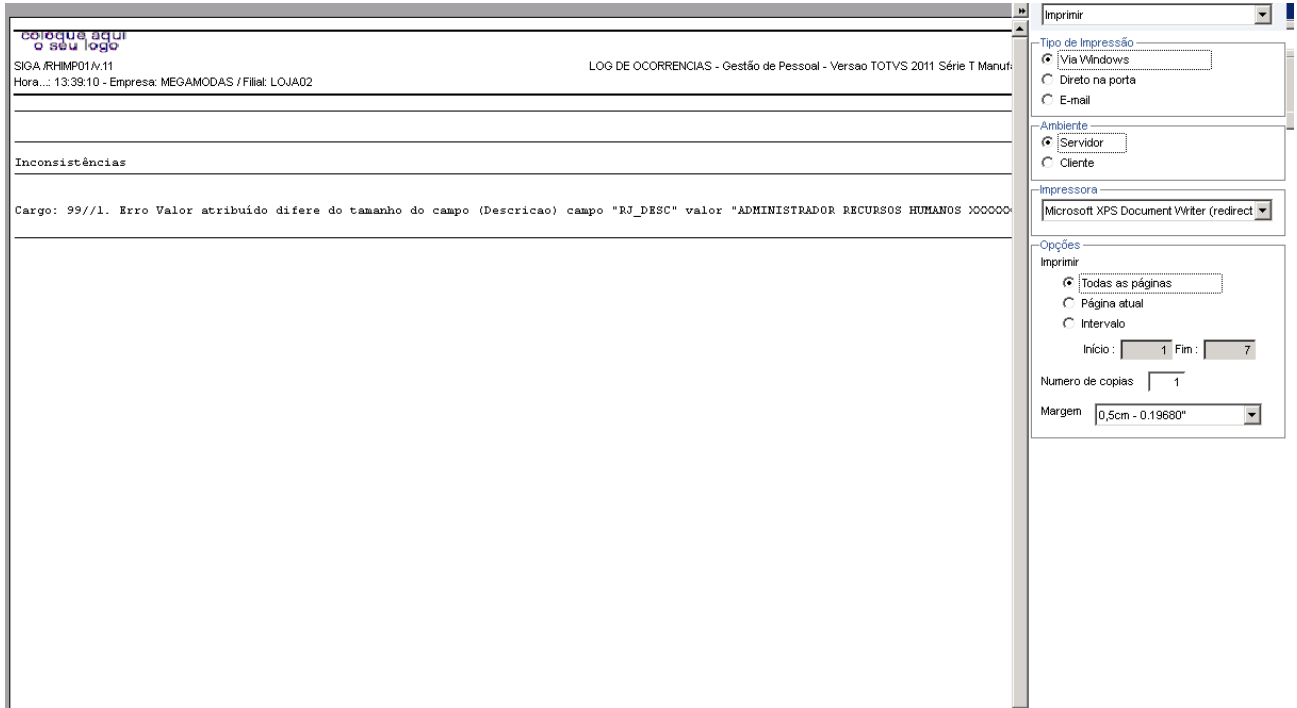 coloque aqui
o seu logo
SIGA /RHIMP01/v.11
LOG DE OCORRENCIAS - Gestão de Pessoal - Versao TOTVS 2011 Série T Manuf
Hora...: 13:39:10 - Empresa: MEGAMODAS / Filial: LOJA02
Inconsistências
Cargo: 99//1. Erro Valor atribuído difere do tamanho do campo (Descricao) campo "RJ_DESC" valor "ADMINISTRADOR RECURSOS HUMANOS XXXXXX
Imprimir
Tipo de Impressão
Via Windows
Direto na porta
E-mail
Ambiente
Servidor
Cliente
Impressora
Microsoft XPS Document Writer (redirect
Opções
Imprimir
Todas as páginas
Página atual
Intervalo
Início : 1 Fim : 7
Numero de copias 1
Margem 0,5cm - 0.19680"